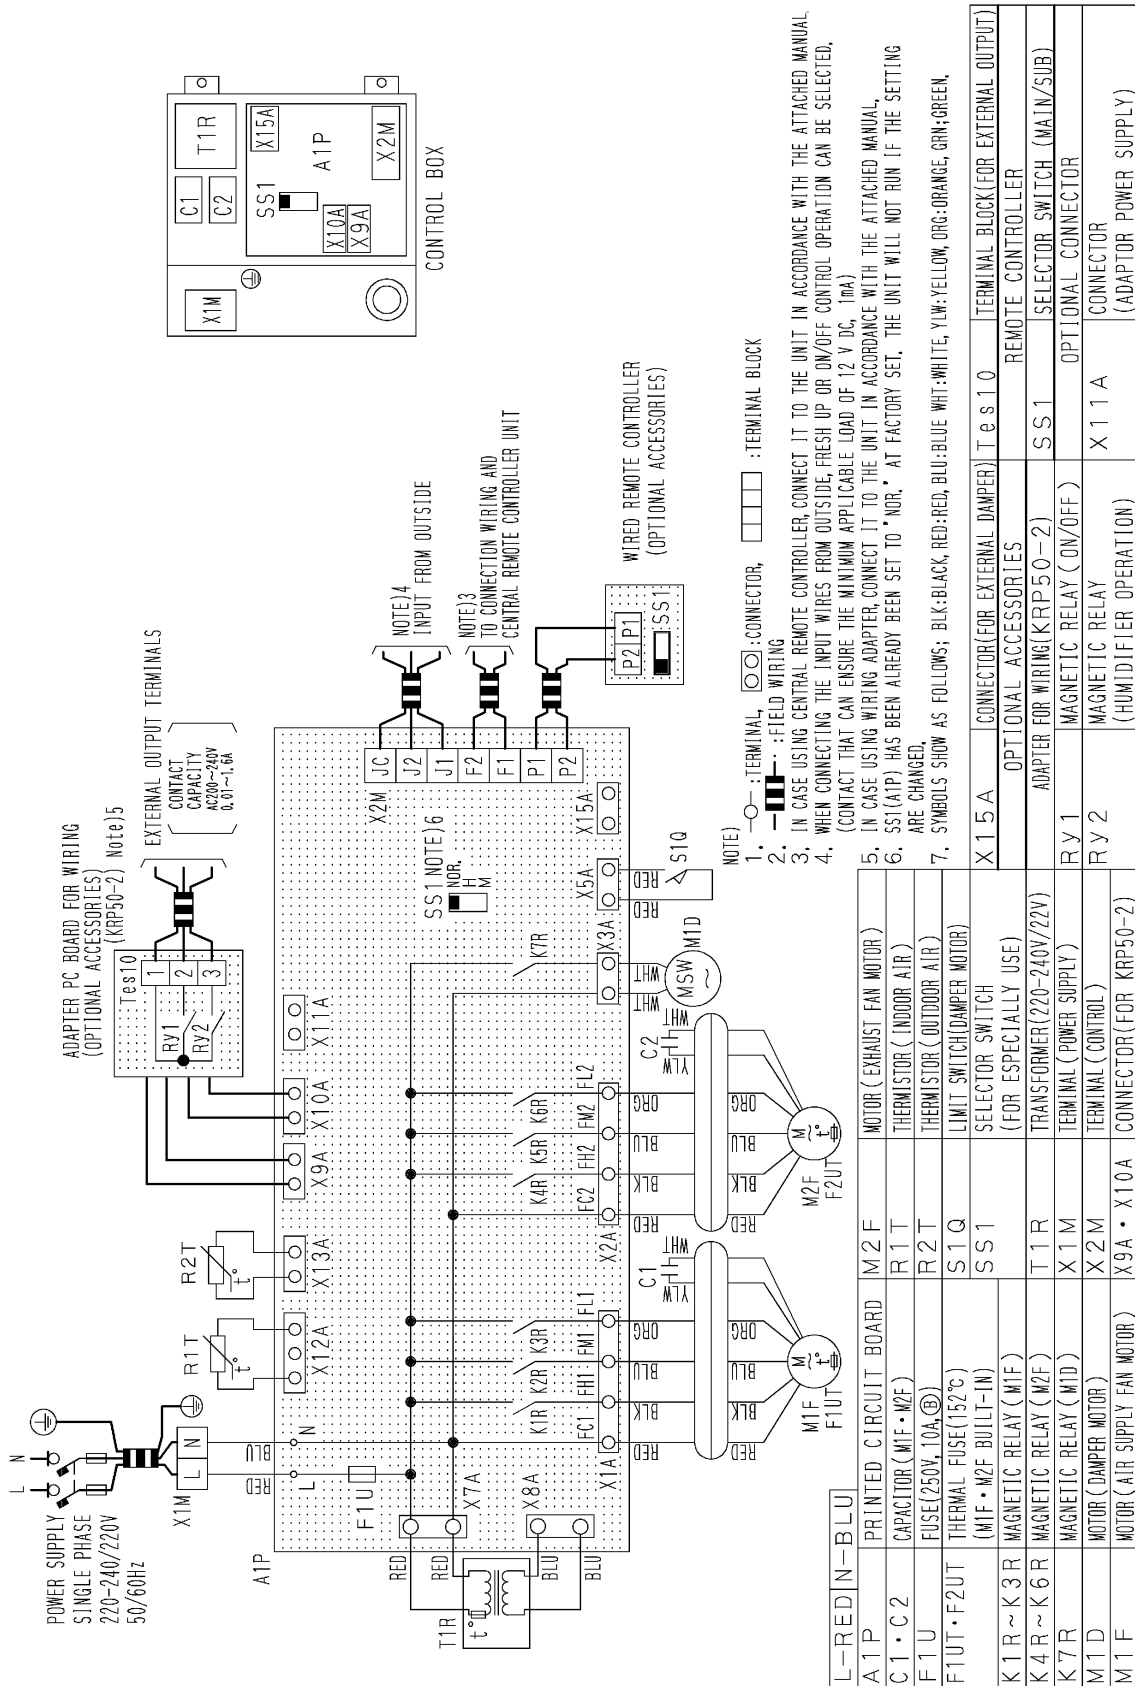 POWER SUPPLY
SINGLE PHASE
220-240/220V
50/60Hz
L
N
X1M
L
N
RED
BLU
R1T
t°
R2T
t°
ADAPTER PC BOARD FOR WIRING
(OPTIONAL ACCESSORIES)
(KRP50-2) Note)5
Tes10
1
2
3
Ry1
Ry2
EXTERNAL OUTPUT TERMINALS
CONTACT
CAPACITY
AC200~240V
0.01~1.6A
X1M
C1
C2
T1R
SS1
X15A
A1P
X10A
X9A
X2M
CONTROL BOX
A1P
L
N
F1U
X12A
X13A
X9A
X10A
X11A
X7A
X8A
RED
RED
BLU
BLU
T1R
t°
SS1 NOTE)6
NOR.
H
M
X2M
JC
J2
J1
F2
F1
P1
P2
NOTE)4
INPUT FROM OUTSIDE
NOTE)3
TO CONNECTION WIRING AND
CENTRAL REMOTE CONTROLLER UNIT
WIRED REMOTE CONTROLLER
(OPTIONAL ACCESSORIES)
P2
P1
SS1
K1R
K2R
K3R
K4R
K5R
K6R
K7R
X1A
FC1
FH1
FM1
FL1
X2A
FC2
FH2
FM2
FL2
X3A
X5A
X15A
RED
BLK
BLU
ORG
YLW
WHT
C1
RED
BLK
BLU
ORG
YLW
WHT
C2
WHT
WHT
RED
RED
RED
BLK
BLU
ORG
RED
BLK
BLU
ORG
M1F
F1UT
M
~
t°
M2F
F2UT
M
~
t°
MSW
~
M1D
S1Q
NOTE)
1. :TERMINAL, :CONNECTOR, :TERMINAL BLOCK
2. :FIELD WIRING
3. IN CASE USING CENTRAL REMOTE CONTROLLER,CONNECT IT TO THE UNIT IN ACCORDANCE WITH THE ATTACHED MANUAL.
4. WHEN CONNECTING THE INPUT WIRES FROM OUTSIDE,FRESH UP OR ON/OFF CONTROL OPERATION CAN BE SELECTED.
(CONTACT THAT CAN ENSURE THE MINIMUM APPLICABLE LOAD OF 12 V DC, 1mA)
5. IN CASE USING WIRING ADAPTER,CONNECT IT TO THE UNIT IN ACCORDANCE WITH THE ATTACHED MANUAL.
6. SS1(A1P) HAS BEEN ALREADY BEEN SET TO "NOR." AT FACTORY SET. THE UNIT WILL NOT RUN IF THE SETTING
ARE CHANGED.
7. SYMBOLS SHOW AS FOLLOWS; BLK:BLACK,RED:RED,BLU:BLUE WHT:WHITE,YLW:YELLOW,ORG:ORANGE,GRN;GREEN.
L-RED N-BLU
A1P PRINTED CIRCUIT BOARD
C1・C2 CAPACITOR(M1F・M2F)
F1U FUSE(250V,10A,Ⓑ)
F1UT・F2UT THERMAL FUSE(152℃)
(M1F・M2F BUILT-IN)
K1R~K3R MAGNETIC RELAY(M1F)
K4R~K6R MAGNETIC RELAY(M2F)
K7R MAGNETIC RELAY(M1D)
M1D MOTOR(DAMPER MOTOR)
M1F MOTOR(AIR SUPPLY FAN MOTOR)
M2F MOTOR(EXHAUST FAN MOTOR)
R1T THERMISTOR(INDOOR AIR)
R2T THERMISTOR(OUTDOOR AIR)
S1Q LIMIT SWITCH(DAMPER MOTOR)
SS1 SELECTOR SWITCH
(FOR ESPECIALLY USE)
T1R TRANSFORMER(220-240V/22V)
X1M TERMINAL(POWER SUPPLY)
X2M TERMINAL(CONTROL)
X9A・X10A CONNECTOR(FOR KRP50-2)
X15A CONNECTOR(FOR EXTERNAL DAMPER)
OPTIONAL ACCESSORIES
ADAPTER FOR WIRING(KRP50-2)
Ry1 MAGNETIC RELAY(ON/OFF)
Ry2 MAGNETIC RELAY
(HUMIDIFIER OPERATION)
Tes10 TERMINAL BLOCK(FOR EXTERNAL OUTPUT)
REMOTE CONTROLLER
SS1 SELECTOR SWITCH (MAIN/SUB)
OPTIONAL CONNECTOR
X11A CONNECTOR
(ADAPTOR POWER SUPPLY)